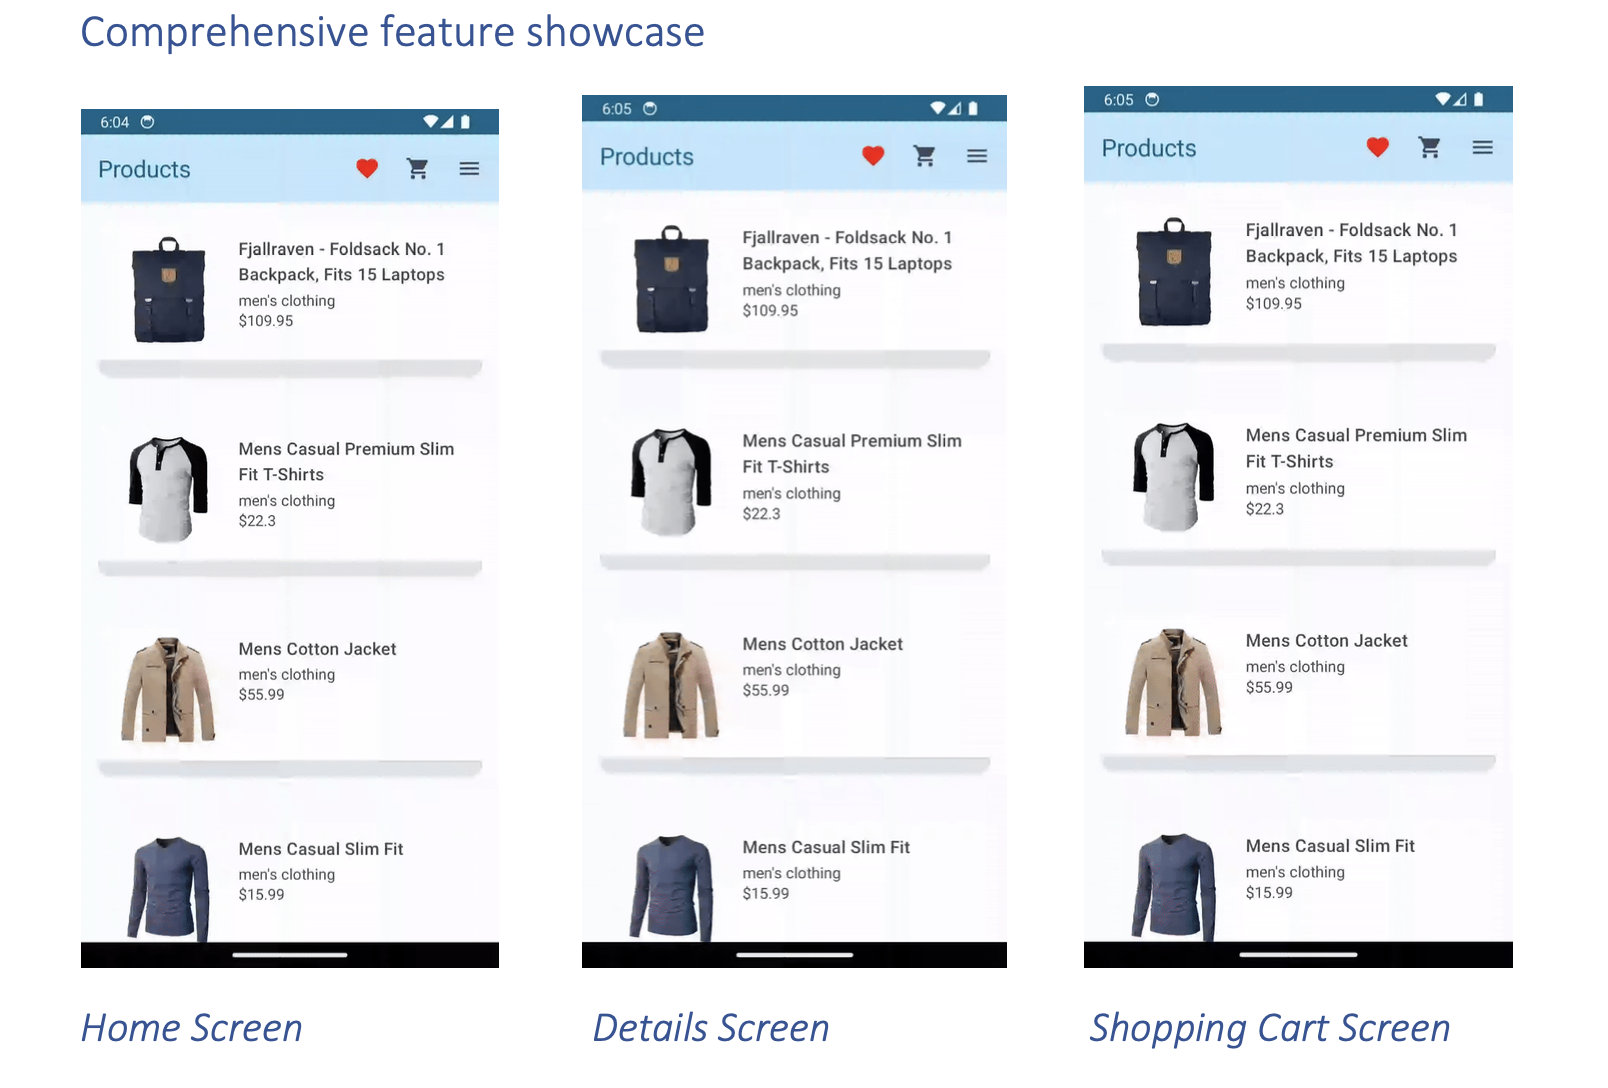 Comprehensive feature showcase
6:04
Products
Fjallraven - Foldsack No. 1
Backpack, Fits 15 Laptops
men's clothing
$109.95
Mens Casual Premium Slim
Fit T-Shirts
men's clothing
$22.3
Mens Cotton Jacket
men's clothing
$55.99
Mens Casual Slim Fit
men's clothing
$15.99
Home Screen
6:05
Products
Fjallraven - Foldsack No. 1
Backpack, Fits 15 Laptops
men's clothing
$109.95
Mens Casual Premium Slim
Fit T-Shirts
men's clothing
$22.3
Mens Cotton Jacket
men's clothing
$55.99
Mens Casual Slim Fit
men's clothing
$15.99
Details Screen
6:05
Products
Fjallraven - Foldsack No. 1
Backpack, Fits 15 Laptops
men's clothing
$109.95
Mens Casual Premium Slim
Fit T-Shirts
men's clothing
$22.3
Mens Cotton Jacket
men's clothing
$55.99
Mens Casual Slim Fit
men's clothing
$15.99
Shopping Cart Screen